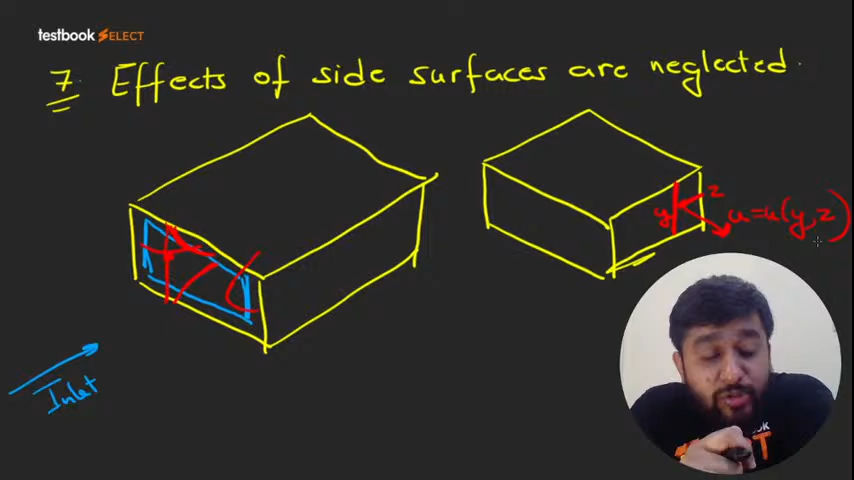 testbook SELECT
7. Effects of side surfaces are neglected.
z
y
u=u(y,z)
Inlet